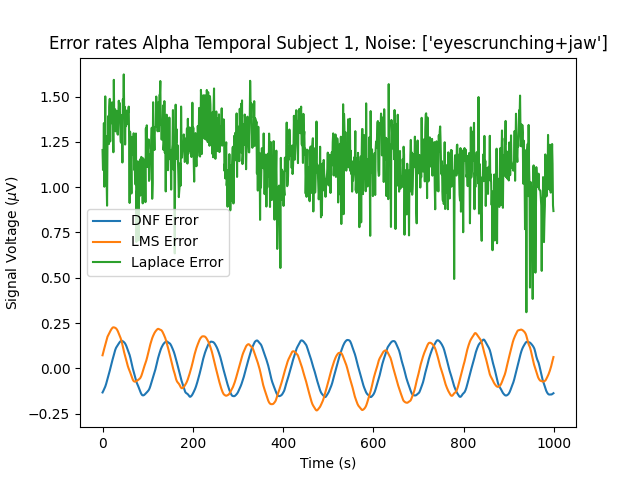 Error rates Alpha Temporal Subject 1, Noise: ['eyescrunching+jaw']
Signal Voltage (μV)
1.50
1.25
1.00
0.75
0.50
0.25
0.00
−0.25
DNF Error
LMS Error
Laplace Error
0 200 400 600 800 1000
Time (s)